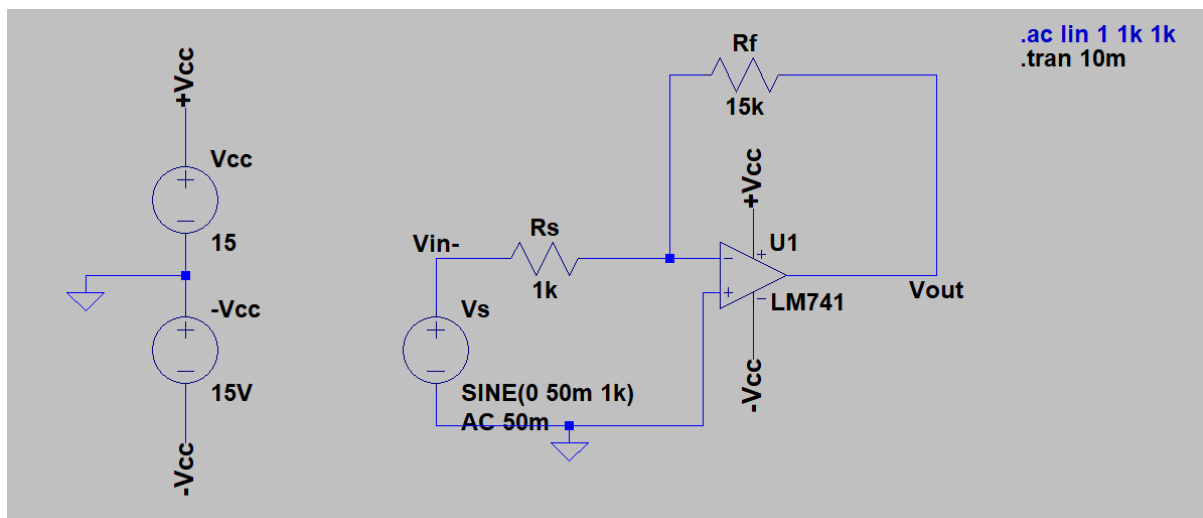 .ac lin 1 1k 1k
.tran 10m
+Vcc
Vcc
15
-Vcc
15V
-Vcc
Rf
15k
+Vcc
U1
Rs
Vin-
1k
Vs
LM741
Vout
SINE(0 50m 1k)
AC 50m
-Vcc